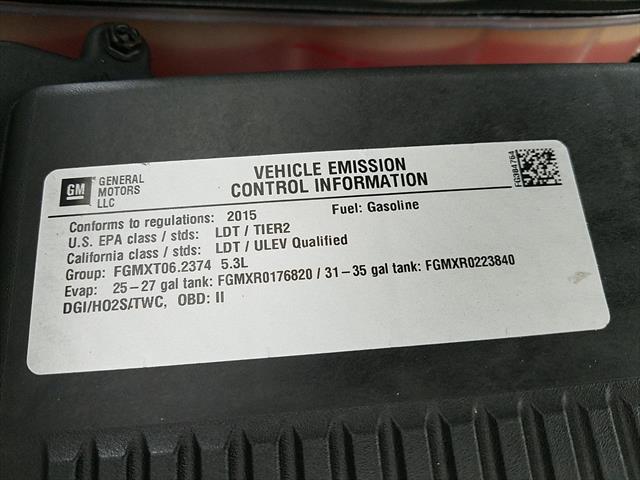 GM GENERAL MOTORS LLC
VEHICLE EMISSION
CONTROL INFORMATION
FG3B4764
Conforms to regulations: 2015 Fuel: Gasoline
U.S. EPA class / stds: LDT / TIER2
California class / stds: LDT / ULEV Qualified
Group: FGMXT06.2374 5.3L
Evap: 25-27 gal tank: FGMXR0176820 / 31-35 gal tank: FGMXR0223840
DGI/HO2S/TWC, OBD: II